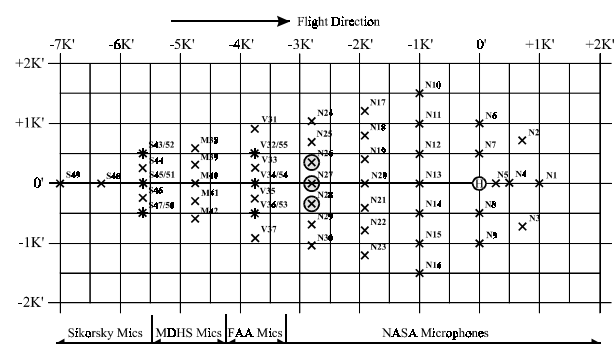 Flight Direction
-7K' -6K' -5K' -4K' -3K' -2K' -1K' 0' +1K' +2K'
+2K'
N10
N17
V31 N24
+1K' N11 N6
N18 N2
M38 N25
S43/52 V32/55 N12 N7
M39 N26 N19
S44 V33
S49 S48 S45/51 M40 V34/54 N27 N20 N13 N5 N4 N1
0'
S46 M41 V35 N28
S47/50 V36/53 N21 N14 N8
M42 N29 N3
V37 N30 N22
-1K' N15 N9
N23
N16
-2K'
Sikorsky Mics MDHS Mics FAA Mics NASA Microphones